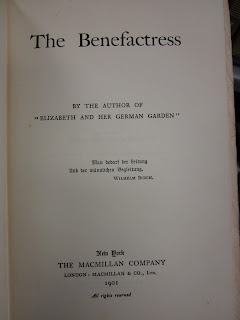 The Benefactress
BY THE AUTHOR OF
"ELIZABETH AND HER GERMAN GARDEN"
Man bedarf der Leitung
Und der männlichen Begleitung.
WILHELM BUSCH.
New York
THE MACMILLAN COMPANY
LONDON: MACMILLAN & CO., LTD.
1901
All rights reserved